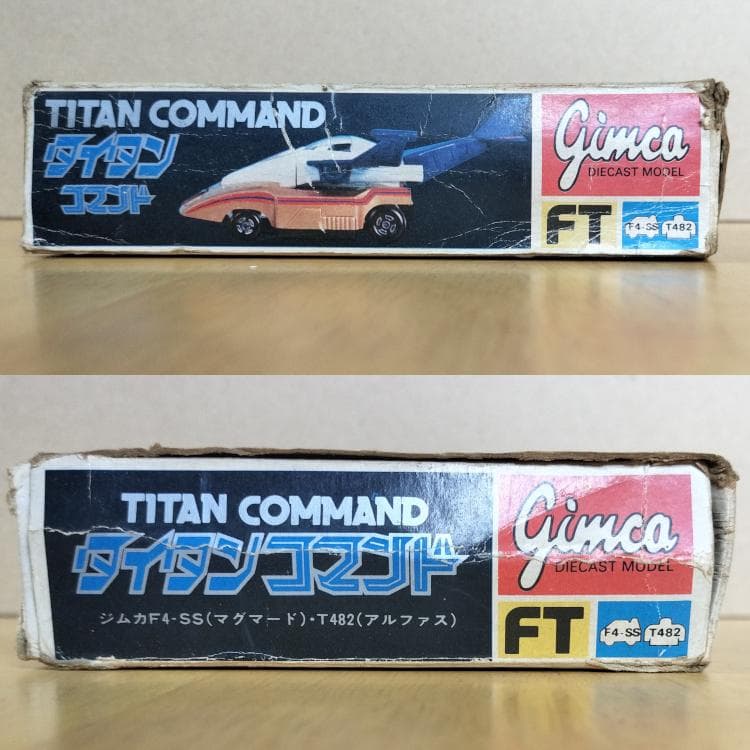 TITAN COMMAND
タイタン
コマンド
gimca
DIECAST MODEL
FT
F4-SS
T482
TITAN COMMAND
タイタンコマンド
ジムカF4-SS(マグマード)・T482(アルファス)
gimca
DIECAST MODEL
FT
F4-SS
T482